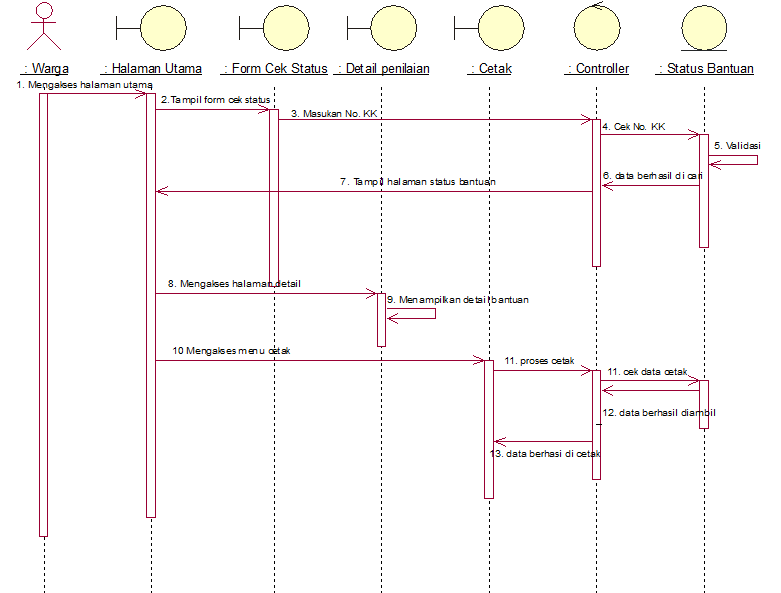 : Warga
: Halaman Utama
: Form Cek Status
: Detail penilaian
: Cetak
: Controller
: Status Bantuan
1. Mengakses halaman utama
2.Tampil form cek status
3. Masukan No. KK
4. Cek No. KK
5. Validasi
6. data berhasil di cari
7. Tampil halaman status bantuan
8. Mengakses halaman detail
9. Menampilkan detail bantuan
10 Mengakses menu cetak
11. proses cetak
11. cek data cetak
12. data berhasil diambil
13. data berhasi di cetak